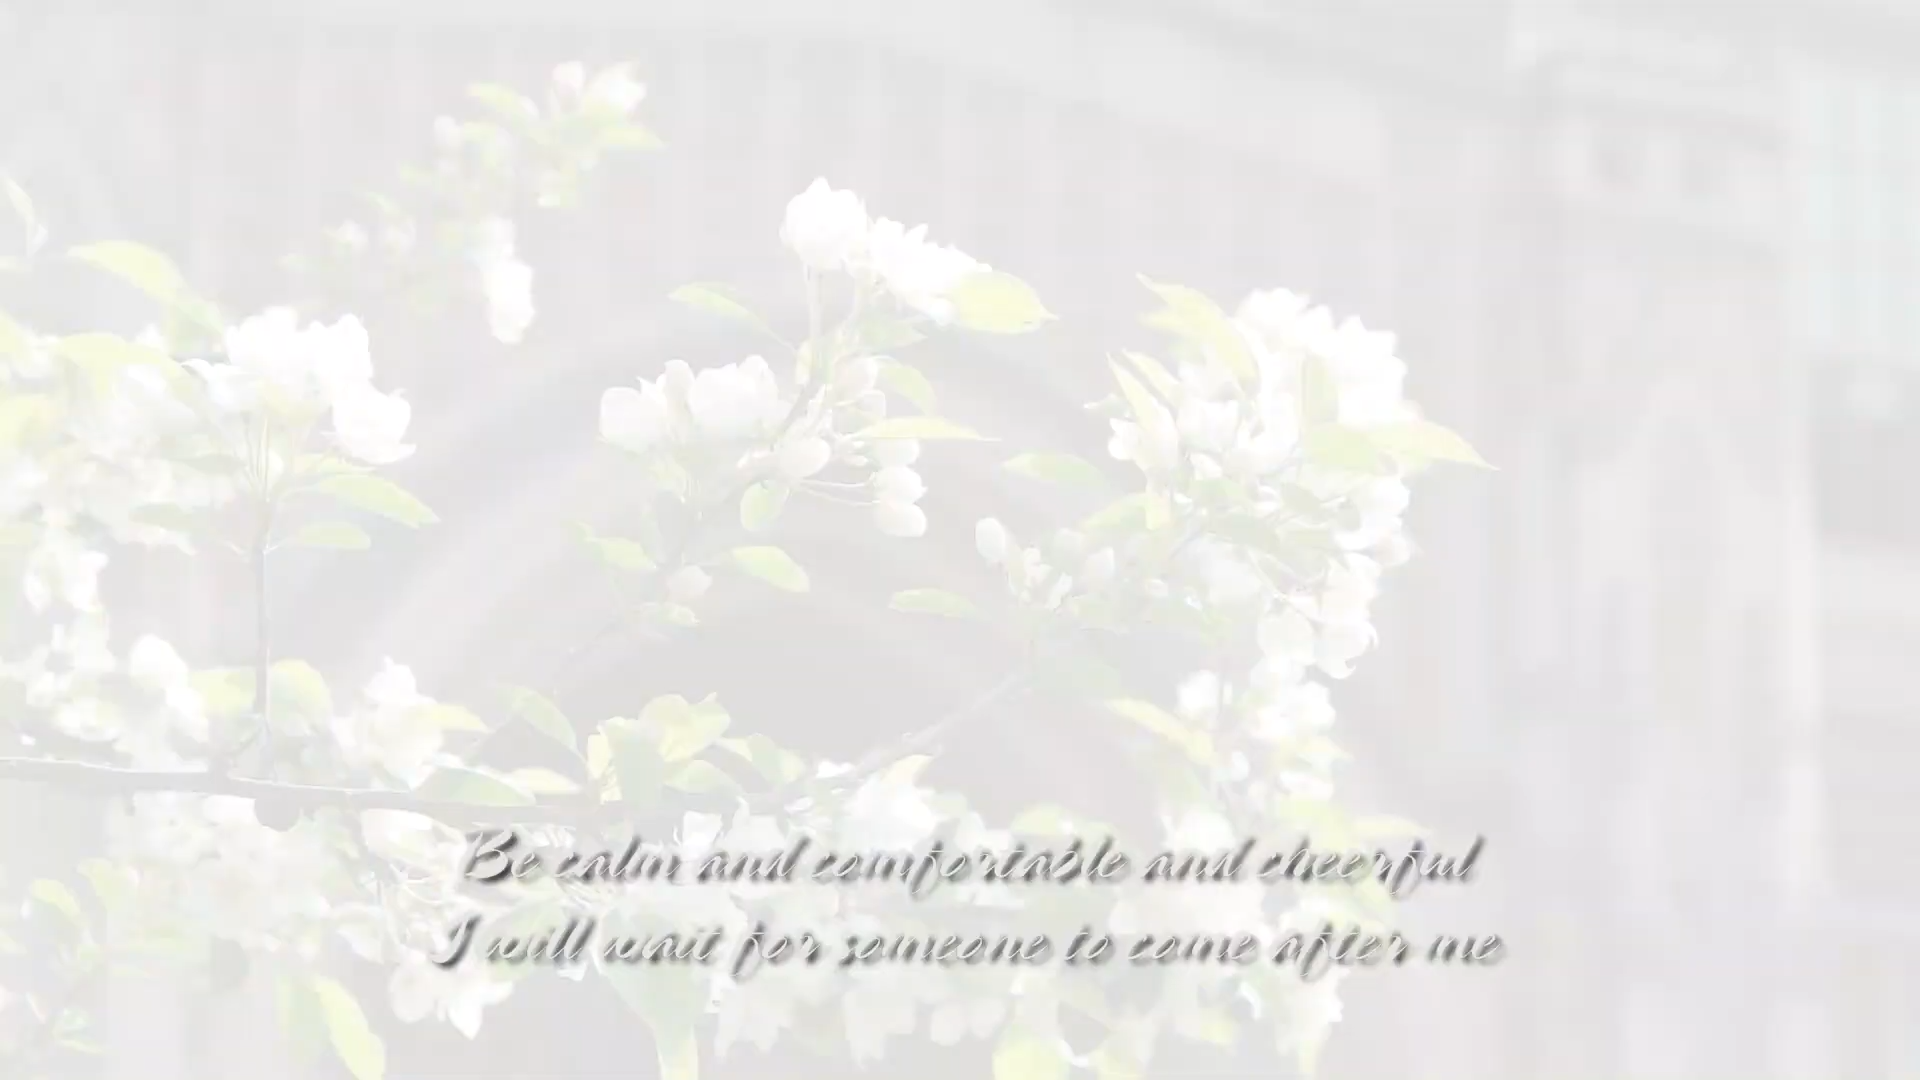 Be calm and comfortable and cheerful
I will wait for someone to come after me